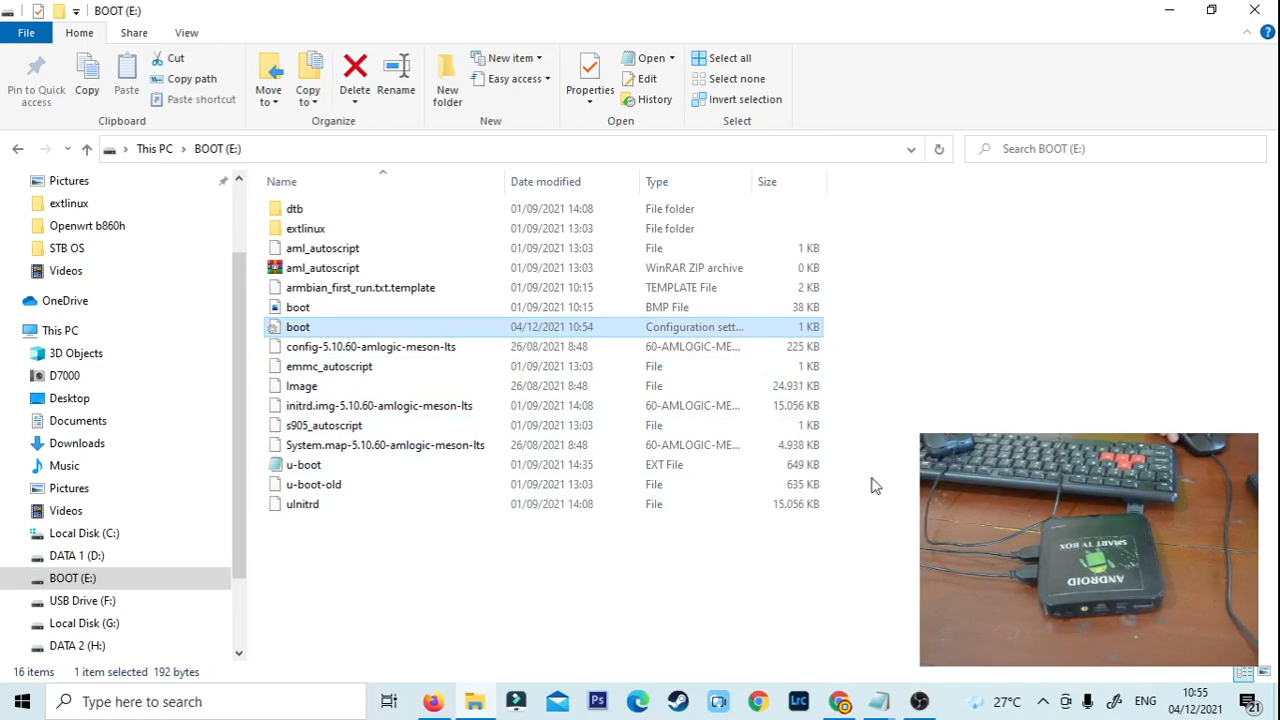 BOOT (E:)
File Home Share View
Pin to Quick access
Copy
Paste
Cut
Copy path
Paste shortcut
Move to
Copy to
Delete
Rename
New folder
New item
Easy access
Properties
Open
Edit
History
Select all
Select none
Invert selection
Clipboard Organize New Open Select
This PC BOOT (E:)
Search BOOT (E:)
Pictures
extlinux
Openwrt b860h
STB OS
Videos
OneDrive
This PC
3D Objects
D7000
Desktop
Documents
Downloads
Music
Pictures
Videos
Local Disk (C:)
DATA 1 (D:)
BOOT (E:)
USB Drive (F:)
Local Disk (G:)
DATA 2 (H:)
Name Date modified Type Size
dtb 01/09/2021 14:08 File folder
extlinux 01/09/2021 13:03 File folder
aml_autoscript 01/09/2021 13:03 File 1 KB
aml_autoscript 01/09/2021 13:03 WinRAR ZIP archive 0 KB
armbian_first_run.txt.template 01/09/2021 10:15 TEMPLATE File 2 KB
boot 01/09/2021 10:15 BMP File 38 KB
boot 04/12/2021 10:54 Configuration sett... 1 KB
config-5.10.60-amlogic-meson-lts 26/08/2021 8:48 60-AMLOGIC-ME... 225 KB
emmc_autoscript 01/09/2021 13:03 File 1 KB
Image 26/08/2021 8:48 File 24.931 KB
initrd.img-5.10.60-amlogic-meson-lts 01/09/2021 14:08 60-AMLOGIC-ME... 15.056 KB
s905_autoscript 01/09/2021 13:03 File 1 KB
System.map-5.10.60-amlogic-meson-lts 26/08/2021 8:48 60-AMLOGIC-ME... 4.938 KB
u-boot 01/09/2021 14:35 EXT File 649 KB
u-boot-old 01/09/2021 13:03 File 635 KB
uInitrd 01/09/2021 14:08 File 15.056 KB
SMART TV BOX
ANDROID
16 items 1 item selected 192 bytes
Type here to search
Ps
LrC
27°C
ENG
10:55
04/12/2021
21